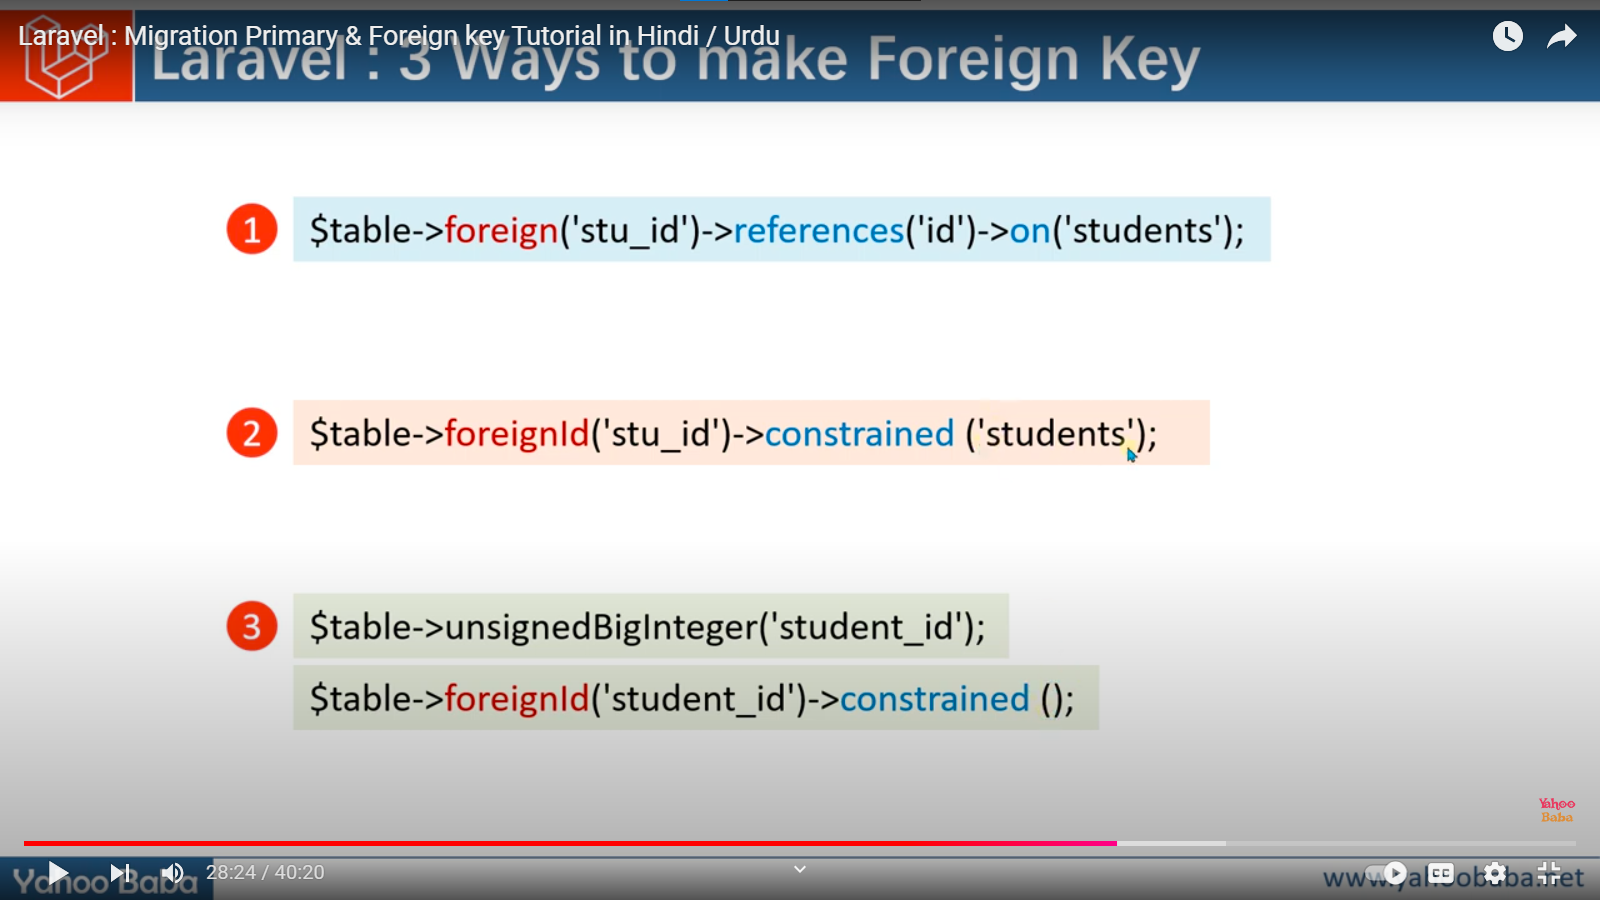 Laravel : Migration Primary & Foreign key Tutorial in Hindi / Urdu
Laravel : 3 Ways to make Foreign Key
1 $table->foreign('stu_id')->references('id')->on('students');
2 $table->foreignId('stu_id')->constrained ('students');
3 $table->unsignedBigInteger('student_id');
$table->foreignId('student_id')->constrained ();
Yahoo
Baba
28:24 / 40:20
CC
Yahoo Baba
www.yahoobaba.net